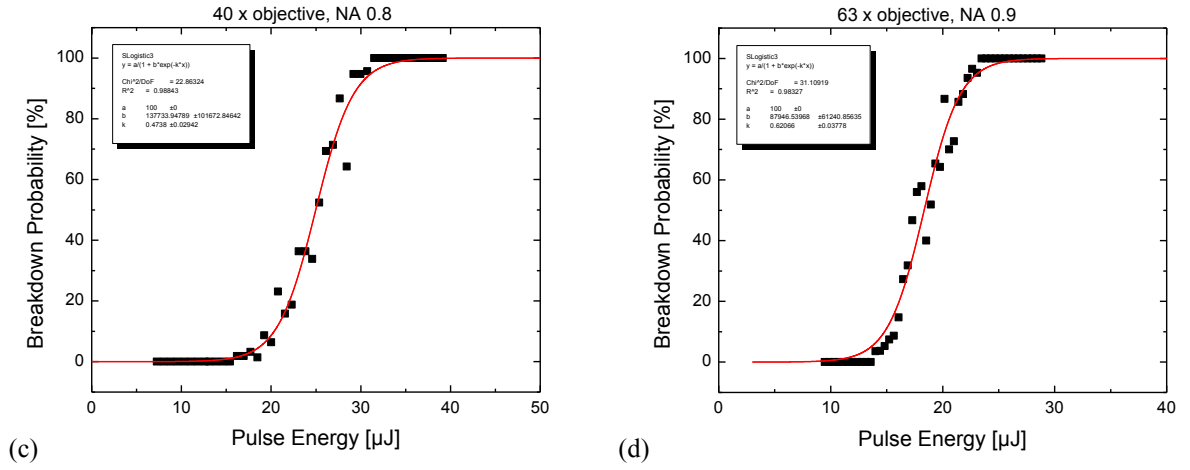 40 x objective, NA 0.8
SLogistic3
y = a/(1 + b*exp(-k*x))
Chi^2/DoF = 22.86324
R^2 = 0.98843
a 100 ±0
b 137733.94789 ±101672.84642
k 0.4738 ±0.02942
Breakdown Probability [%]
100
80
60
40
20
0
0 10 20 30 40 50
Pulse Energy [µJ]
(c)
63 x objective, NA 0.9
SLogistic3
y = a/(1 + b*exp(-k*x))
Chi^2/DoF = 31.10919
R^2 = 0.98327
a 100 ±0
b 87946.53968 ±61240.85635
k 0.62066 ±0.03778
Breakdown Probability [%]
100
80
60
40
20
0
0 10 20 30 40
Pulse Energy [µJ]
(d)